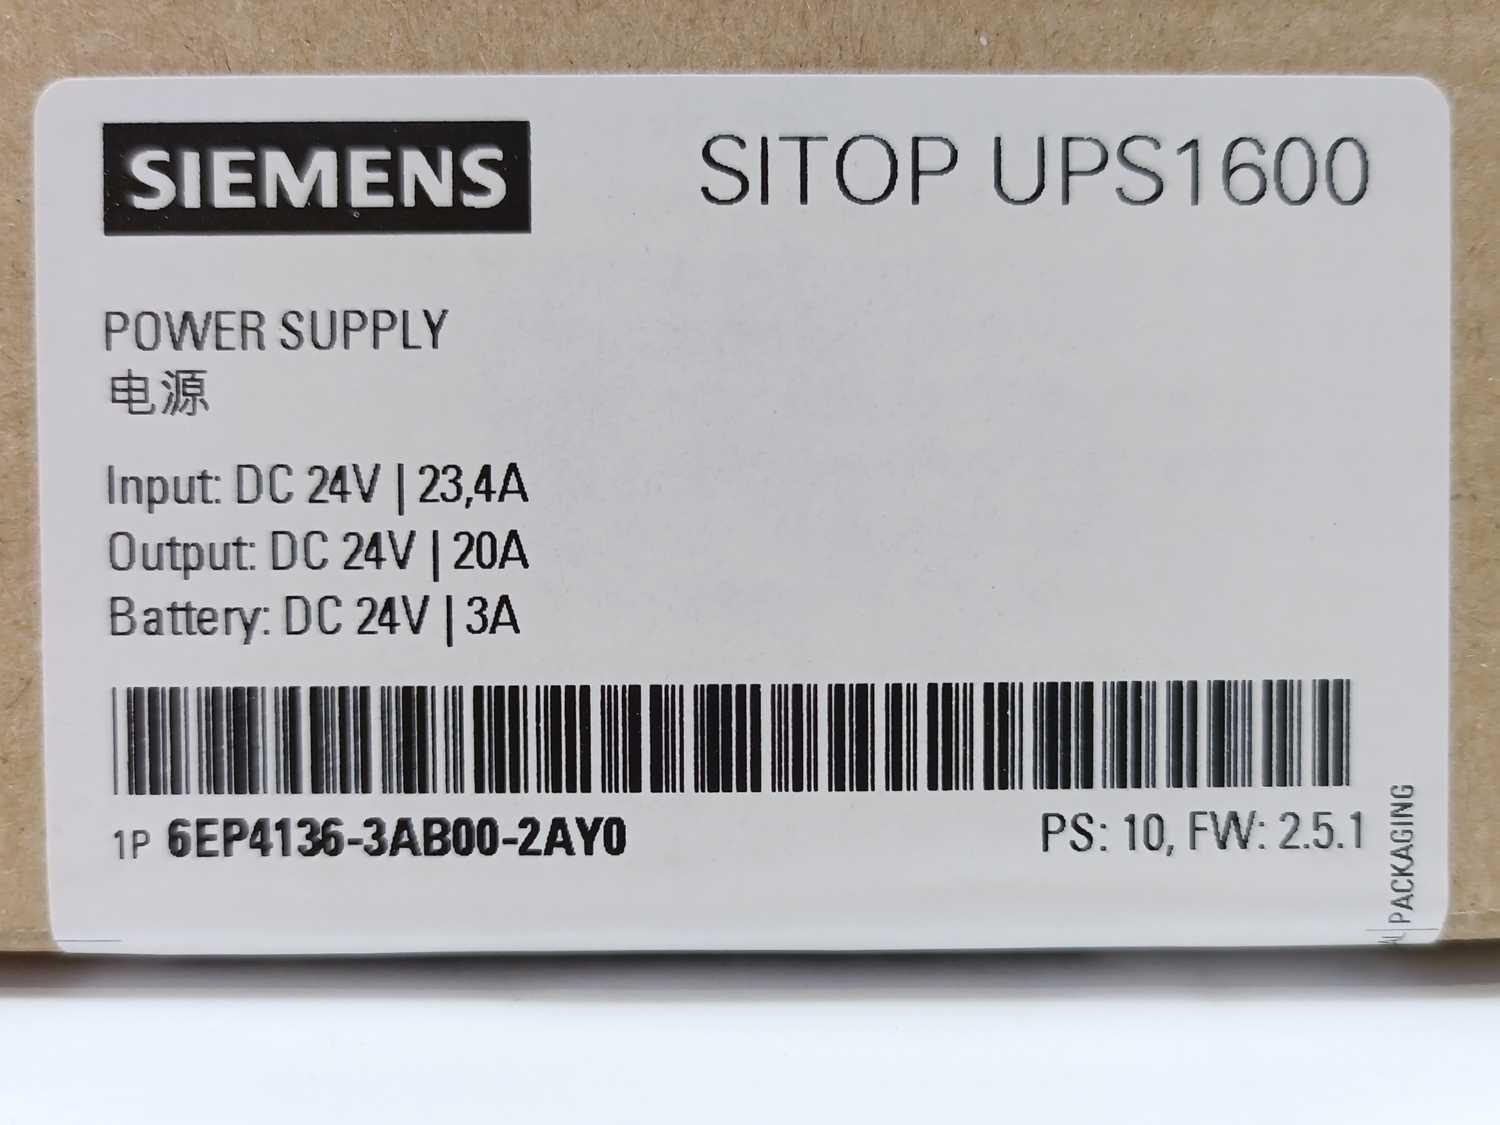 SIEMENS
SITOP UPS1600
POWER SUPPLY
电源
Input: DC 24V | 23,4A
Output: DC 24V | 20A
Battery: DC 24V | 3A
1P 6EP4136-3AB00-2AY0
PS: 10, FW: 2.5.1
PACKAGING